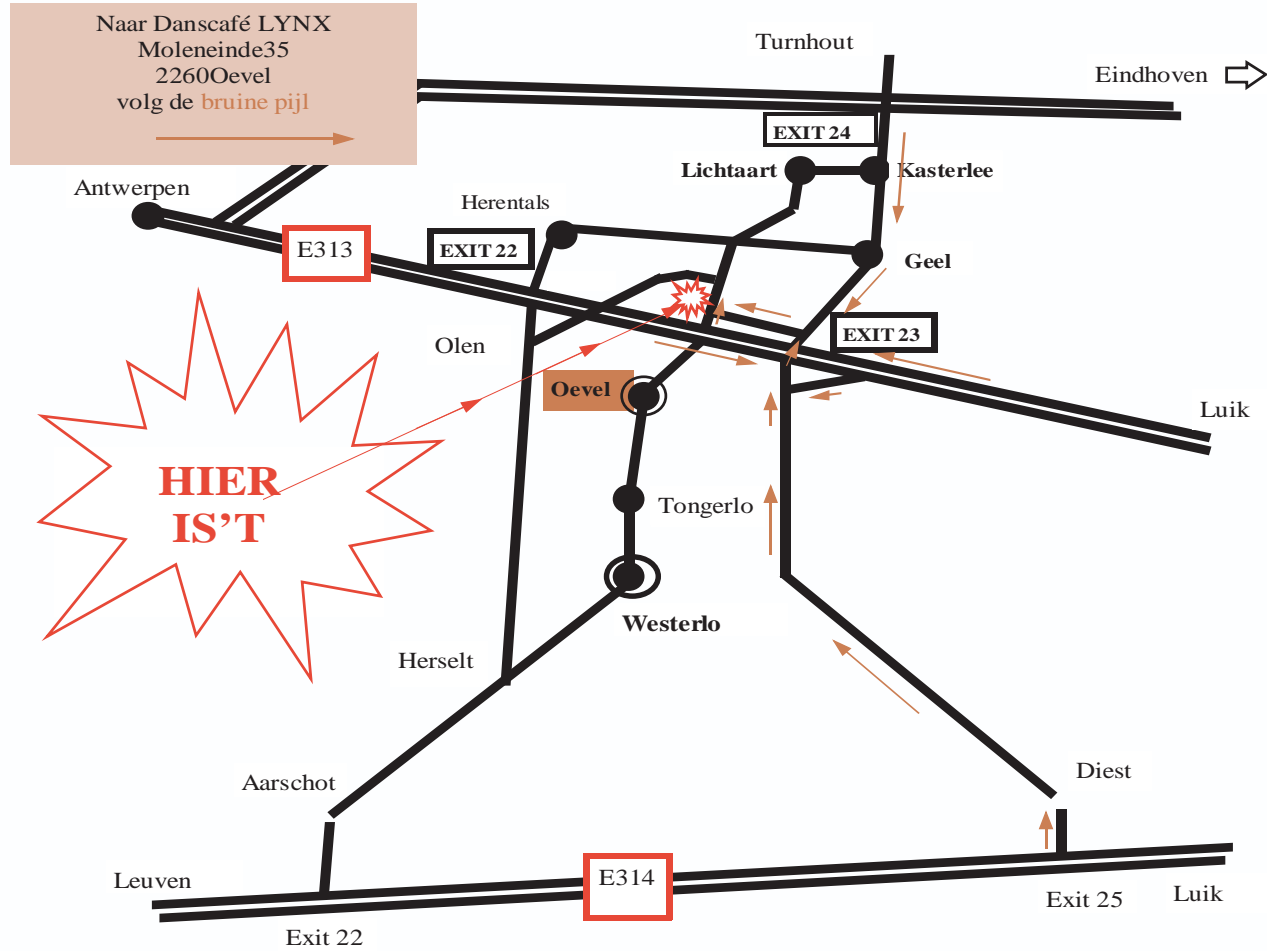 Naar Danscafé LYNX
Moleneinde35
2260Oevel
volg de bruine pijl
Turnhout
Eindhoven
EXIT 24
Lichtaart
Kasterlee
Antwerpen
Herentals
E313
EXIT 22
Geel
EXIT 23
Olen
Oevel
Luik
HIER
IS’T
Tongerlo
Westerlo
Herselt
Aarschot
Diest
Leuven
E314
Exit 25
Luik
Exit 22